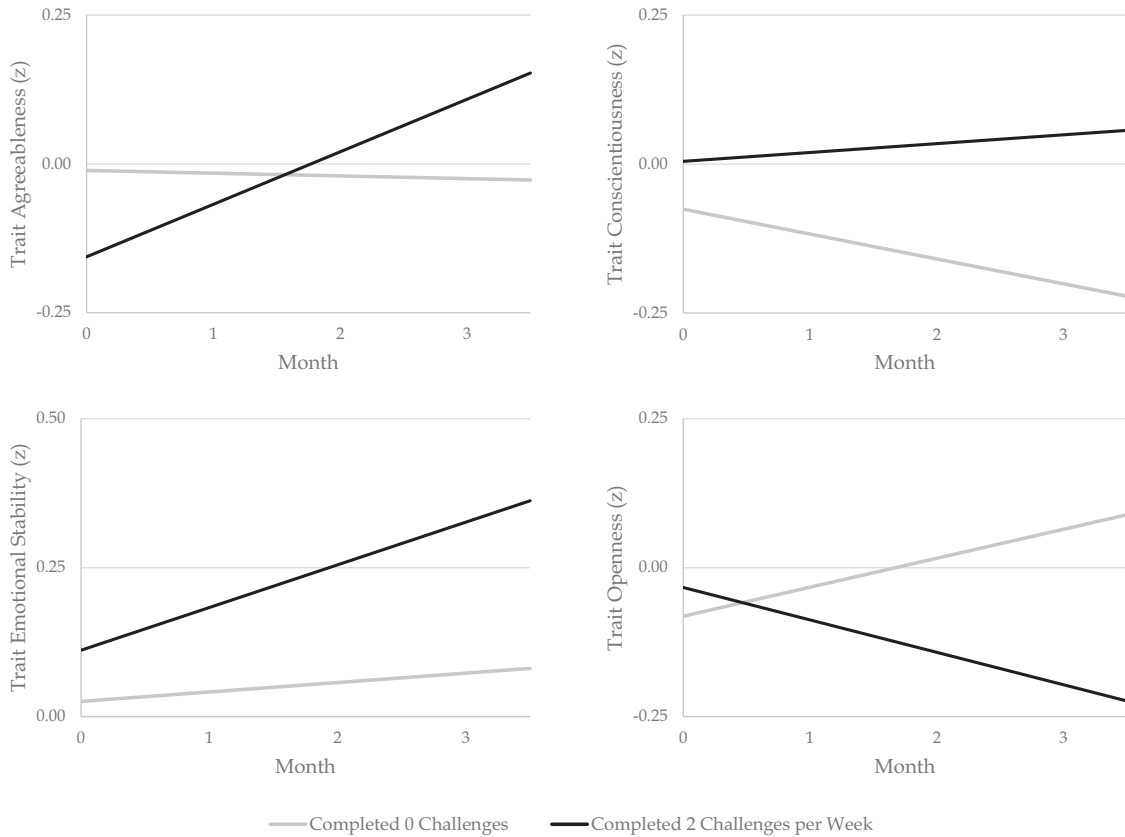 0.25
0.00
-0.25
Trait Agreeableness (z)
0
1
2
3
Month
0.25
0.00
-0.25
Trait Conscientiousness (z)
0
1
2
3
Month
0.50
0.25
0.00
Trait Emotional Stability (z)
0
1
2
3
Month
0.25
0.00
-0.25
Trait Openness (z)
0
1
2
3
Month
Completed 0 Challenges
Completed 2 Challenges per Week